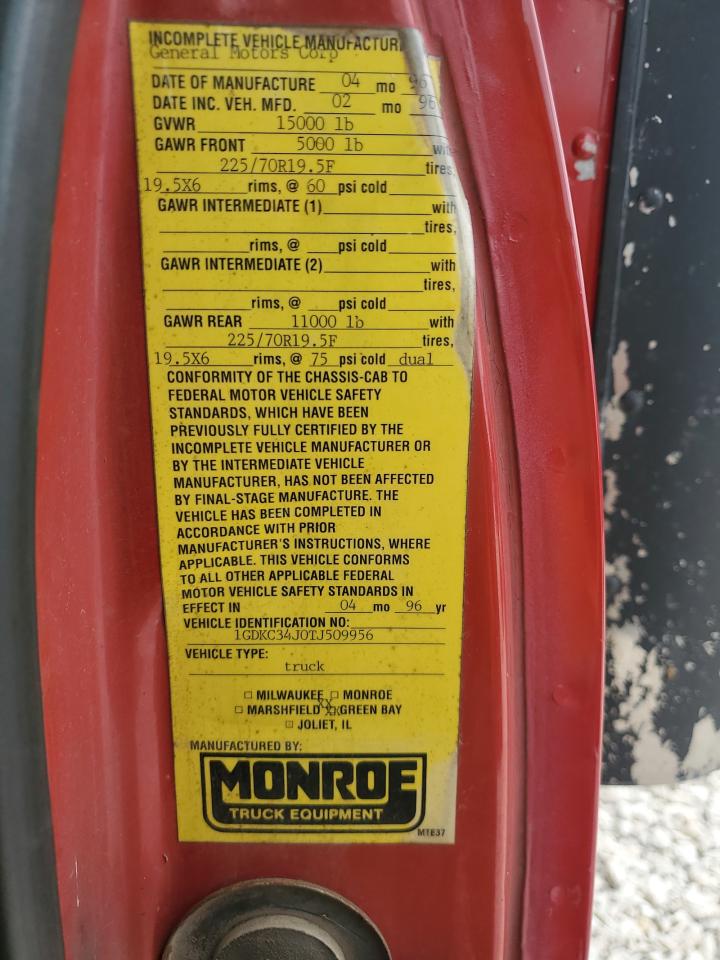 INCOMPLETE VEHICLE MANUFACTUR
General Motors Corp
DATE OF MANUFACTURE 04 mo 96
DATE INC. VEH. MFD. 02 mo 96
GVWR 15000 lb
GAWR FRONT 5000 lb with
225/70R19.5F tires,
19.5X6 rims, @ 60 psi cold
GAWR INTERMEDIATE (1) with
tires,
rims, @ psi cold
GAWR INTERMEDIATE (2) with
tires,
rims, @ psi cold
GAWR REAR 11000 lb with
225/70R19.5F tires,
19.5X6 rims, @ 75 psi cold dual
CONFORMITY OF THE CHASSIS-CAB TO
FEDERAL MOTOR VEHICLE SAFETY
STANDARDS, WHICH HAVE BEEN
PREVIOUSLY FULLY CERTIFIED BY THE
INCOMPLETE VEHICLE MANUFACTURER OR
BY THE INTERMEDIATE VEHICLE
MANUFACTURER, HAS NOT BEEN AFFECTED
BY FINAL-STAGE MANUFACTURE. THE
VEHICLE HAS BEEN COMPLETED IN
ACCORDANCE WITH PRIOR
MANUFACTURER'S INSTRUCTIONS, WHERE
APPLICABLE. THIS VEHICLE CONFORMS
TO ALL OTHER APPLICABLE FEDERAL
MOTOR VEHICLE SAFETY STANDARDS IN
EFFECT IN 04 mo 96 yr
VEHICLE IDENTIFICATION NO:
1GDKC34J0TJ509956
VEHICLE TYPE:
truck
□ MILWAUKEE □ MONROE
□ MARSHFIELD XX GREEN BAY
□ JOLIET, IL
MANUFACTURED BY:
MONROE
TRUCK EQUIPMENT
MTE37